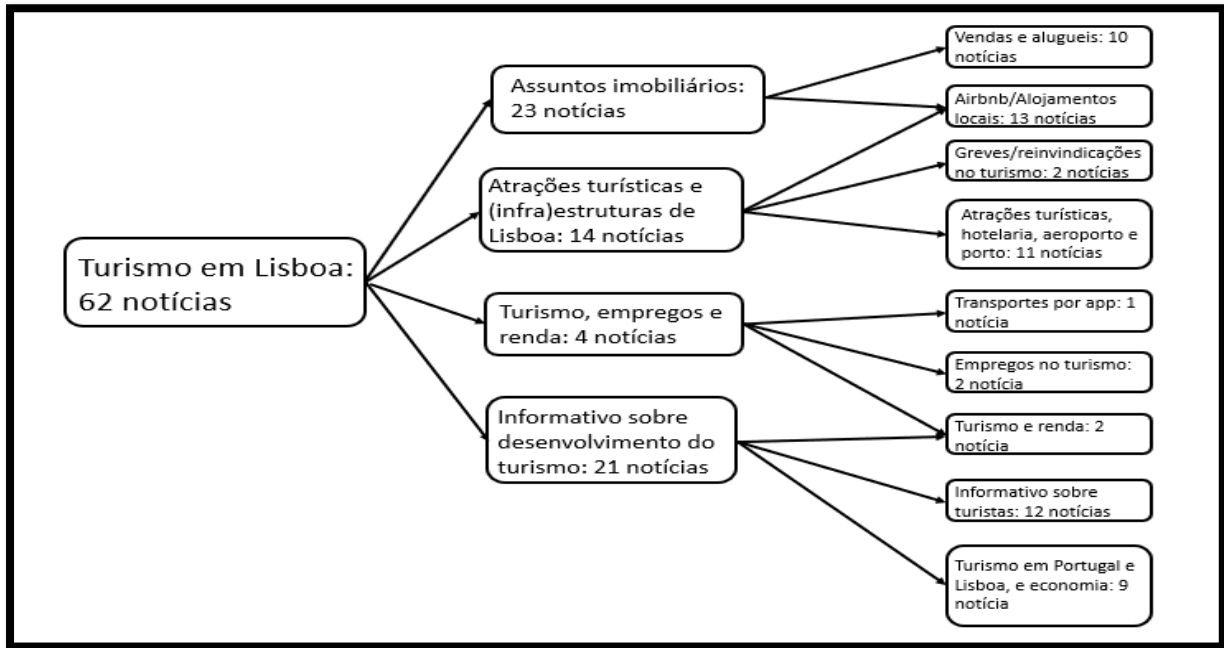 Turismo em Lisboa:
62 notícias
Assuntos imobiliários:
23 notícias
Atrações turísticas e
(infra)estruturas de
Lisboa: 14 notícias
Turismo, empregos e
renda: 4 notícias
Informativo sobre
desenvolvimento do
turismo: 21 notícias
Vendas e alugueis: 10
notícias
Airbnb/Alojamentos
locais: 13 notícias
Greves/reinvindicações
no turismo: 2 notícias
Atrações turísticas,
hotelaria, aeroporto e
porto: 11 notícias
Transportes por app: 1
notícia
Empregos no turismo:
2 notícia
Turismo e renda: 2
notícia
Informativo sobre
turistas: 12 notícias
Turismo em Portugal e
Lisboa, e economia: 9
notícia